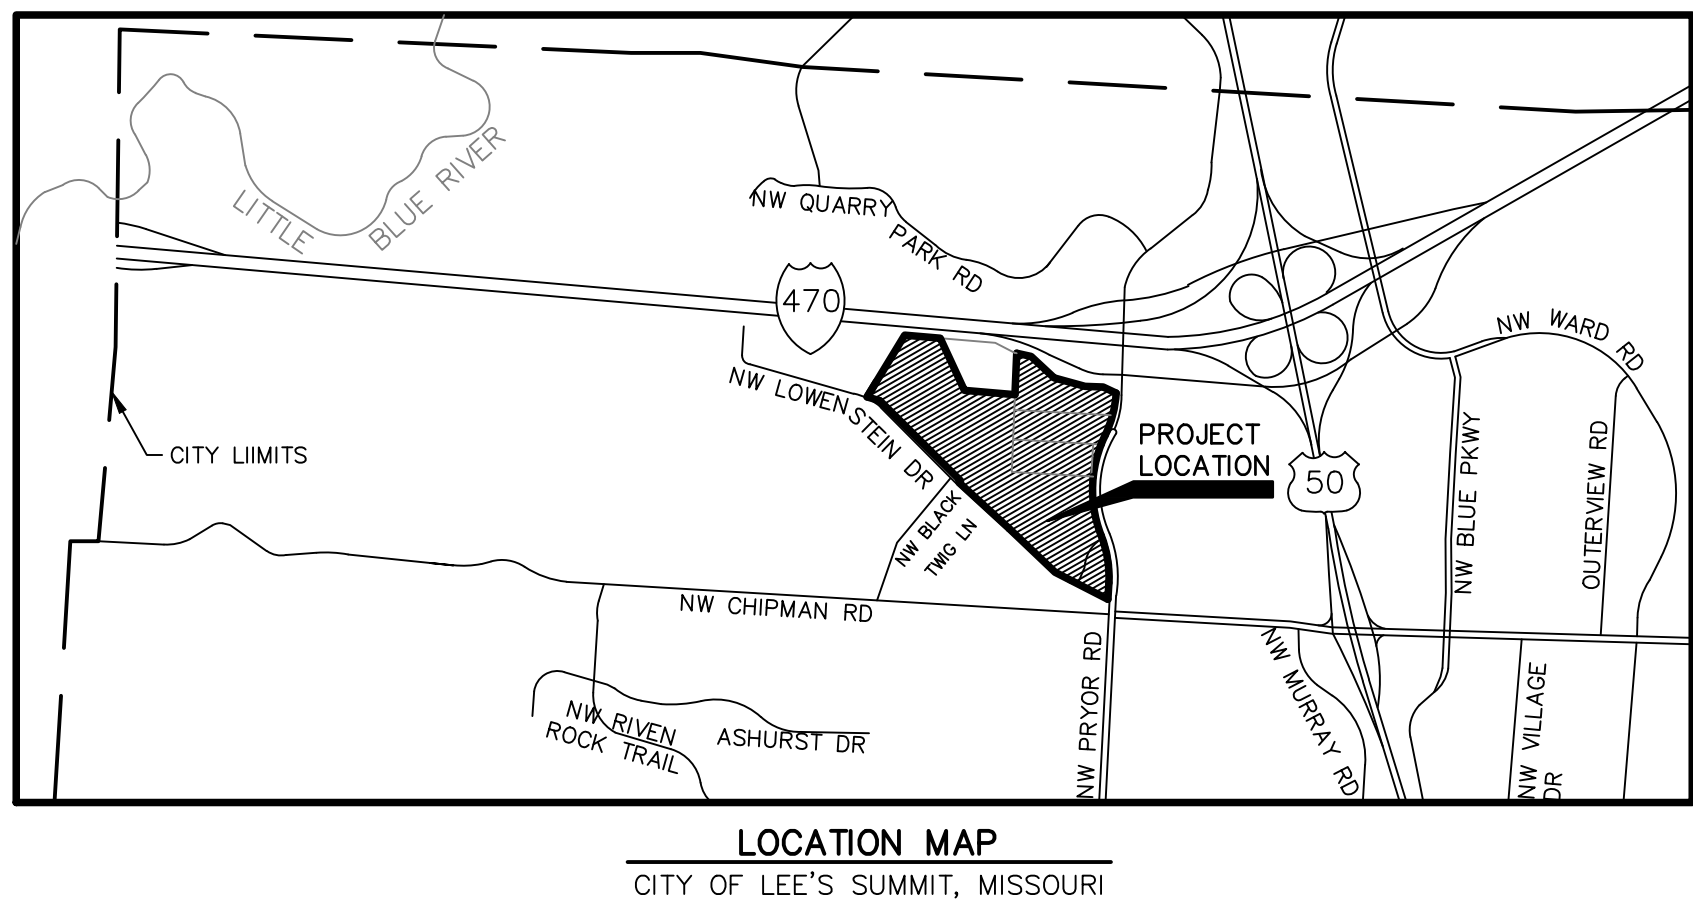 LITTLE
BLUE RIVER
NW QUARRY
PARK RD
470
NW WARD RD
NW LOWENSTEIN DR
CITY LIIMITS
PROJECT
LOCATION
50
NW BLUE PKWY
OUTERVIEW RD
NW BLACK
TWIG LN
NW CHIPMAN RD
NW PRYOR RD
NW MURRAY RD
NW VILLAGE
DR
NW RIVEN
ROCK TRAIL
ASHURST DR
LOCATION MAP
CITY OF LEE'S SUMMIT, MISSOURI